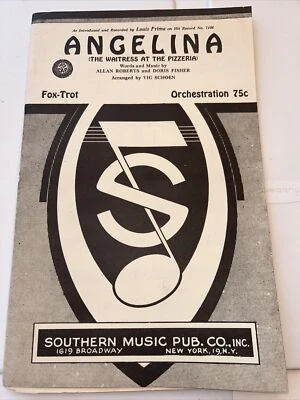 As Introduced and Recorded by Louis Prima on Hit Record No. 7106
ANGELINA
(THE WAITRESS AT THE PIZZERIA)
Words and Music by
ALLAN ROBERTS and DORIS FISHER
Arranged by VIC SCHOEN
Fox-Trot
Orchestration 75c
S
SOUTHERN MUSIC PUB. CO., INC.
1619 BROADWAY NEW YORK, 19, N.Y.